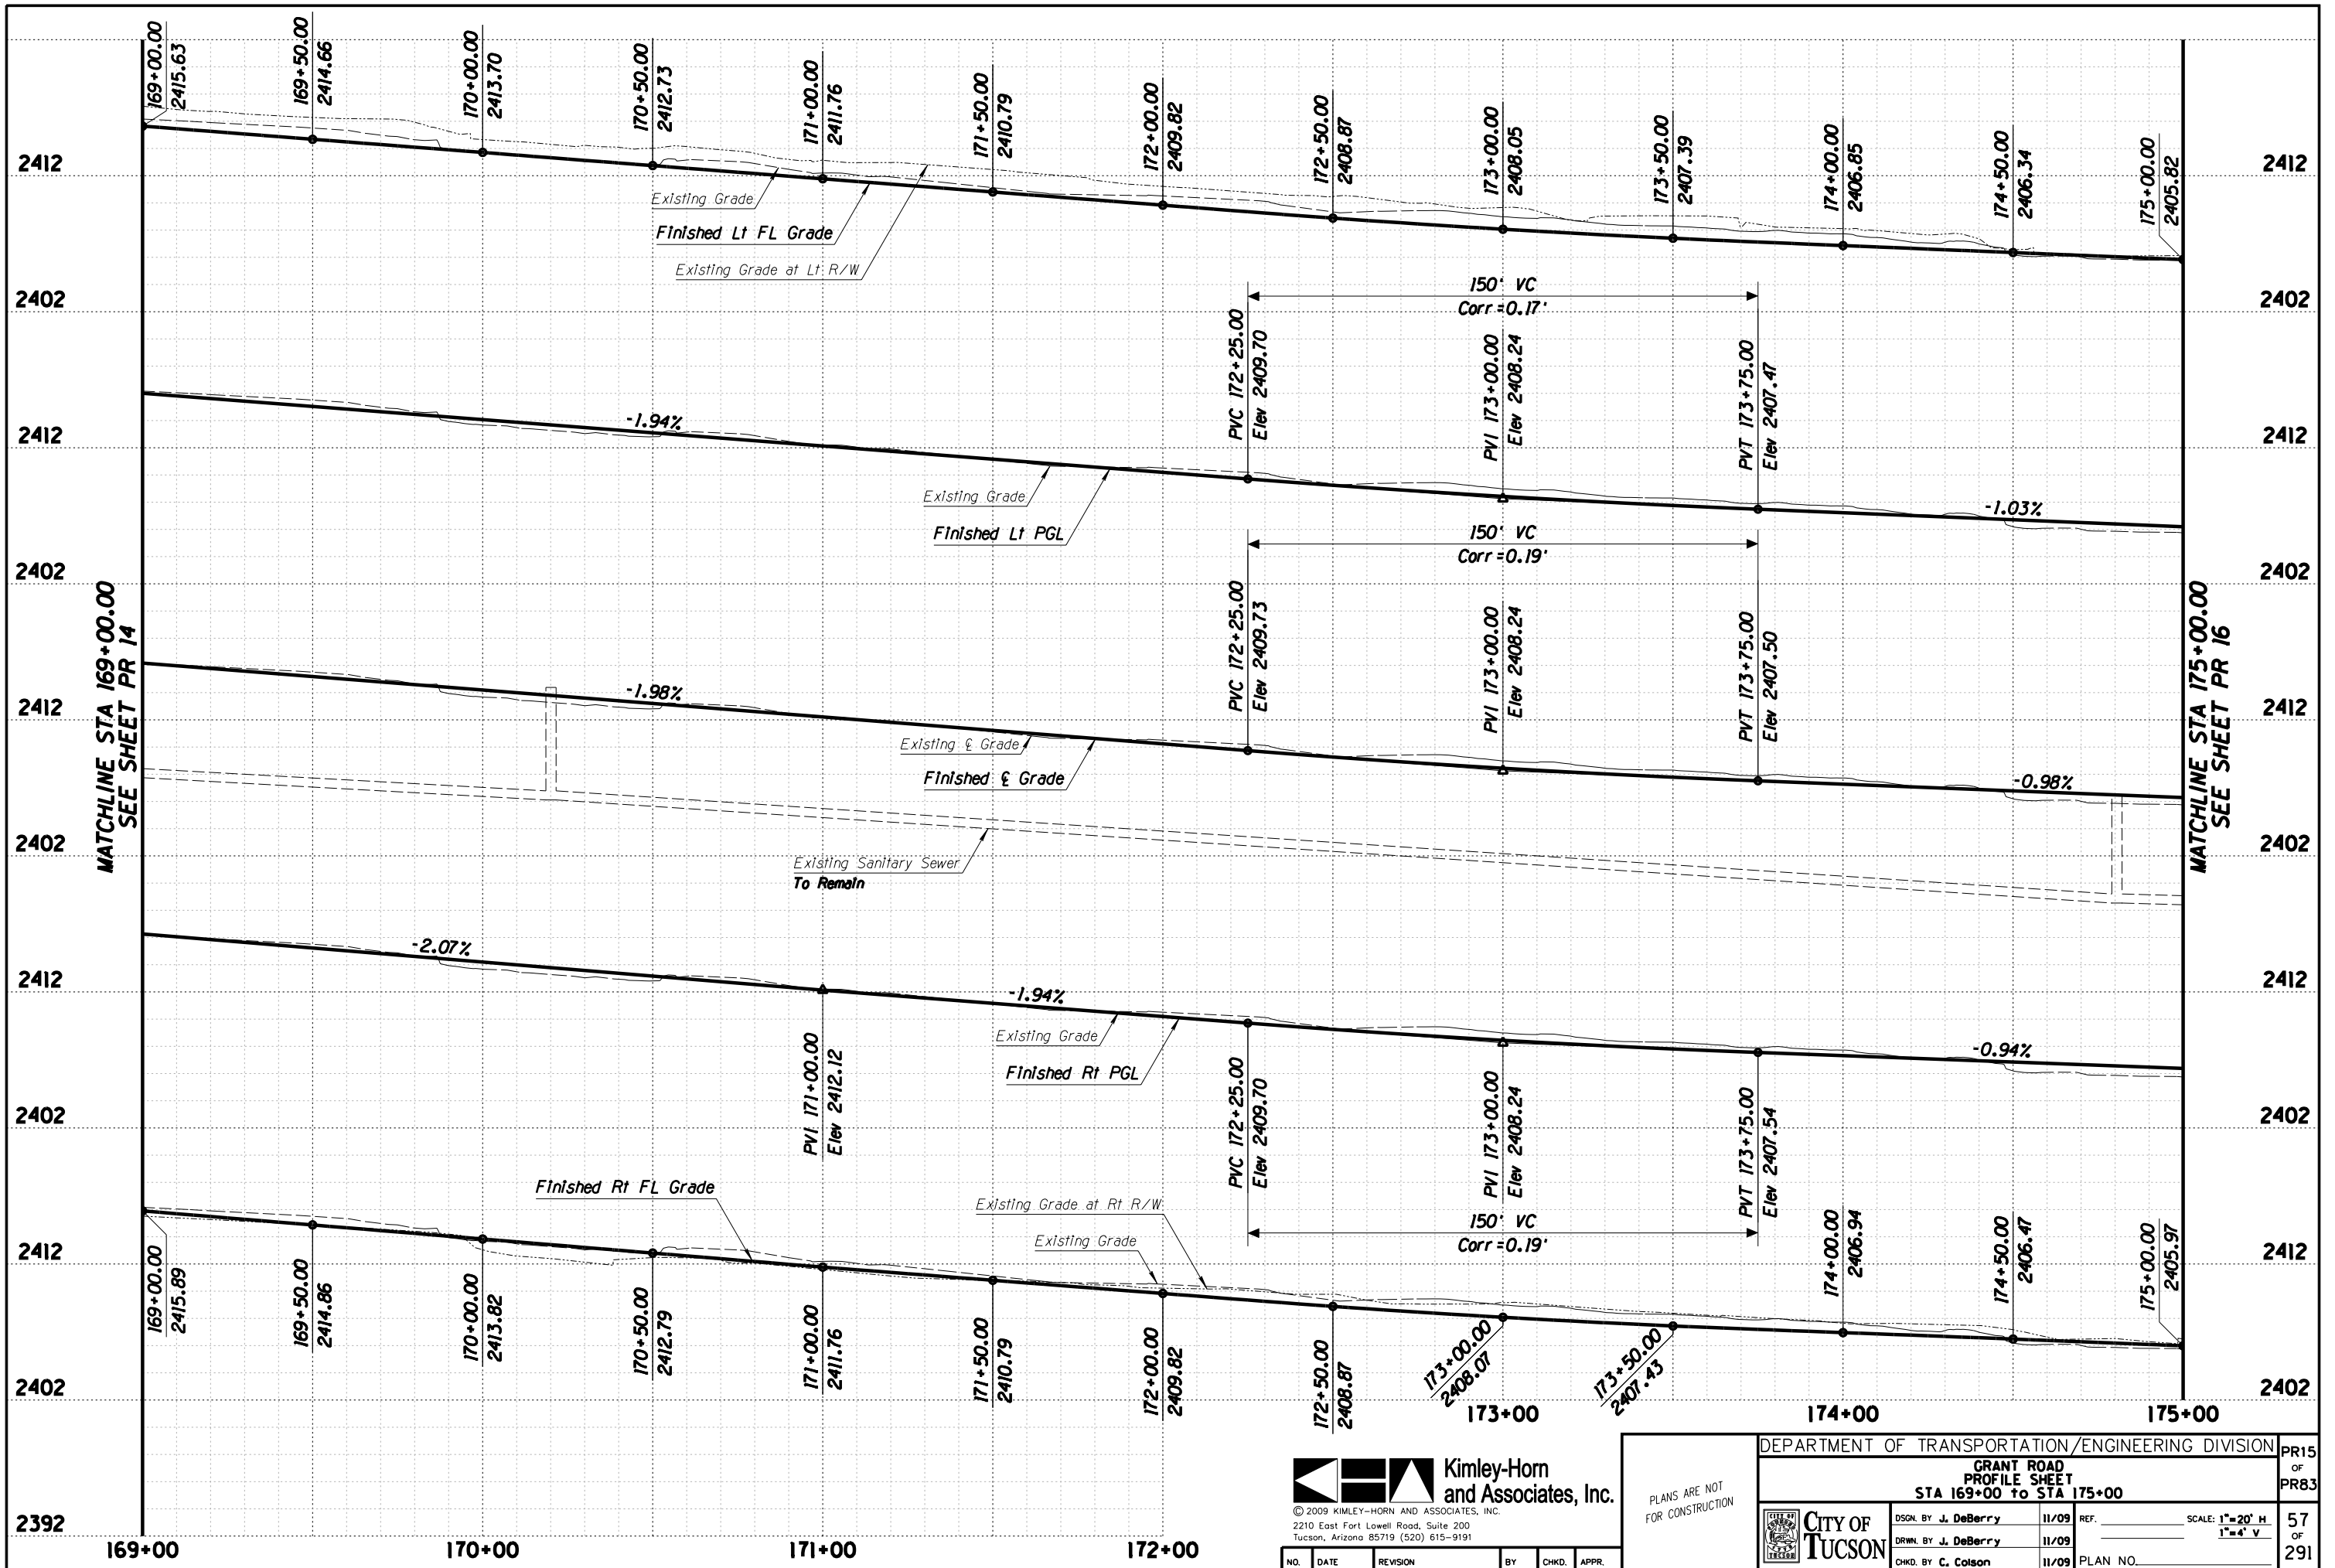 169+00.00
2415.63
169+50.00
2414.66
170+00.00
2413.70
170+50.00
2412.73
171+00.00
2411.76
171+50.00
2410.79
172+00.00
2409.82
172+50.00
2408.87
173+00.00
2408.05
173+50.00
2407.39
174+00.00
2406.85
174+50.00
2406.34
175+00.00
2405.82
2412
2412
Existing Grade
Finished Lt FL Grade
Existing Grade at Lt R/W
2402
2402
150' VC
Corr=0.17'
PVC 172+25.00
Elev 2409.70
PVI 173+00.00
Elev 2408.24
PVT 173+75.00
Elev 2407.47
-1.94%
2412
2412
Existing Grade
Finished Lt PGL
-1.03%
150' VC
Corr=0.19'
2402
2402
MATCHLINE STA 169+00.00
SEE SHEET PR 14
MATCHLINE STA 175+00.00
SEE SHEET PR 16
PVC 172+25.00
Elev 2409.73
PVI 173+00.00
Elev 2408.24
PVT 173+75.00
Elev 2407.50
-1.98%
2412
2412
Existing ℄ Grade
Finished ℄ Grade
-0.98%
2402
2402
Existing Sanitary Sewer
To Remain
-2.07%
2412
2412
-1.94%
Existing Grade
Finished Rt PGL
-0.94%
PVI 171+00.00
Elev 2412.12
PVC 172+25.00
Elev 2409.70
PVI 173+00.00
Elev 2408.24
PVT 173+75.00
Elev 2407.54
2402
2402
Finished Rt FL Grade
Existing Grade at Rt R/W
Existing Grade
150' VC
Corr=0.19'
2412
2412
169+00.00
2415.89
169+50.00
2414.86
170+00.00
2413.82
170+50.00
2412.79
171+00.00
2411.76
171+50.00
2410.79
172+00.00
2409.82
172+50.00
2408.87
173+00.00
2408.07
173+50.00
2407.43
174+00.00
2406.94
174+50.00
2406.47
175+00.00
2405.97
2402
2402
173+00
174+00
175+00
2392
169+00
170+00
171+00
172+00
Kimley-Horn
and Associates, Inc.
© 2009 KIMLEY-HORN AND ASSOCIATES, INC.
2210 East Fort Lowell Road, Suite 200
Tucson, Arizona 85719 (520) 615-9191
NO. DATE REVISION BY CHKD. APPR.
PLANS ARE NOT
FOR CONSTRUCTION
DEPARTMENT OF TRANSPORTATION/ENGINEERING DIVISION
GRANT ROAD
PROFILE SHEET
STA 169+00 to STA 175+00
PR15
OF
PR83
CITY OF
TUCSON
CITY OF
TUCSON
DSGN. BY J. DeBerry 11/09
DRWN. BY J. DeBerry 11/09
CHKD. BY C. Colson 11/09
REF.
SCALE: 1"=20' H
1"=4' V
PLAN NO.
57
OF
291